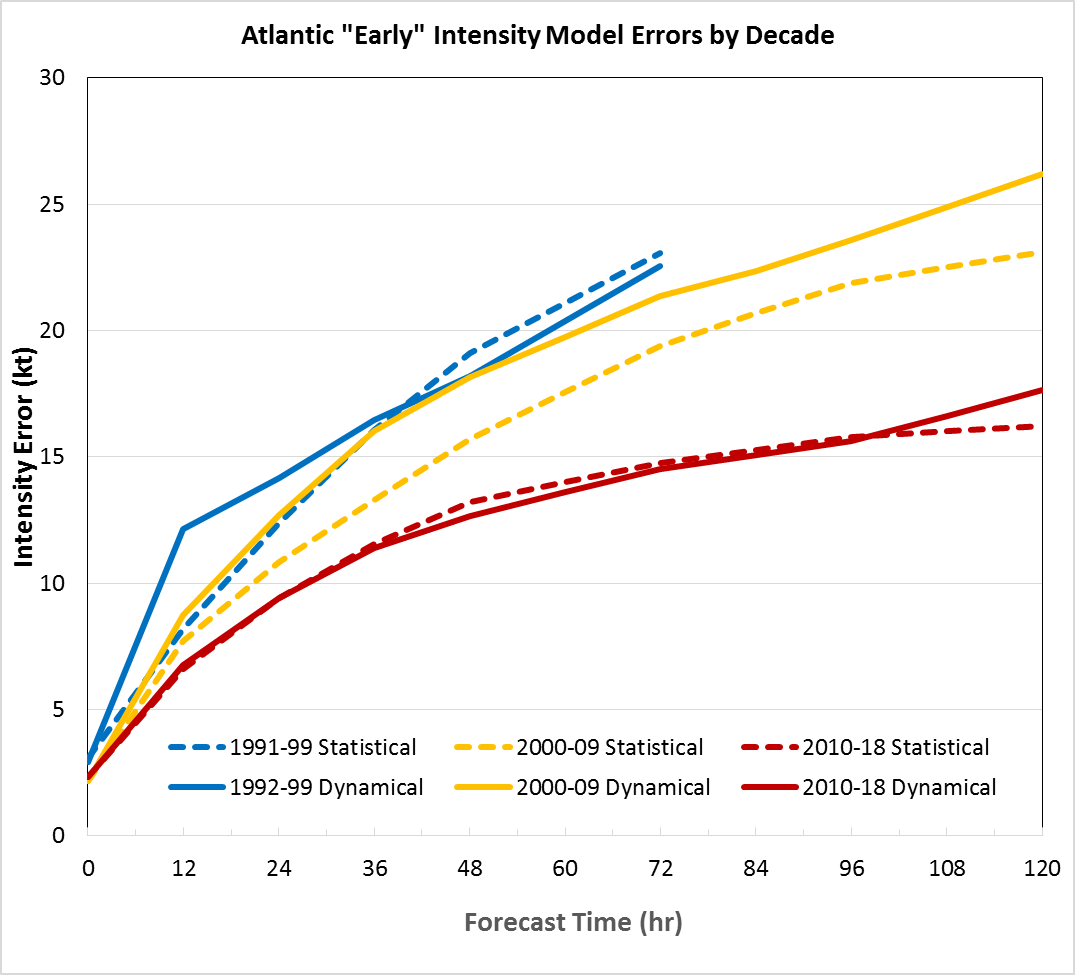 Atlantic "Early" Intensity Model Errors by Decade
30
25
20
15
10
5
0
Intensity Error (kt)
1991-99 Statistical 2000-09 Statistical 2010-18 Statistical
1992-99 Dynamical 2000-09 Dynamical 2010-18 Dynamical
0 12 24 36 48 60 72 84 96 108 120
Forecast Time (hr)